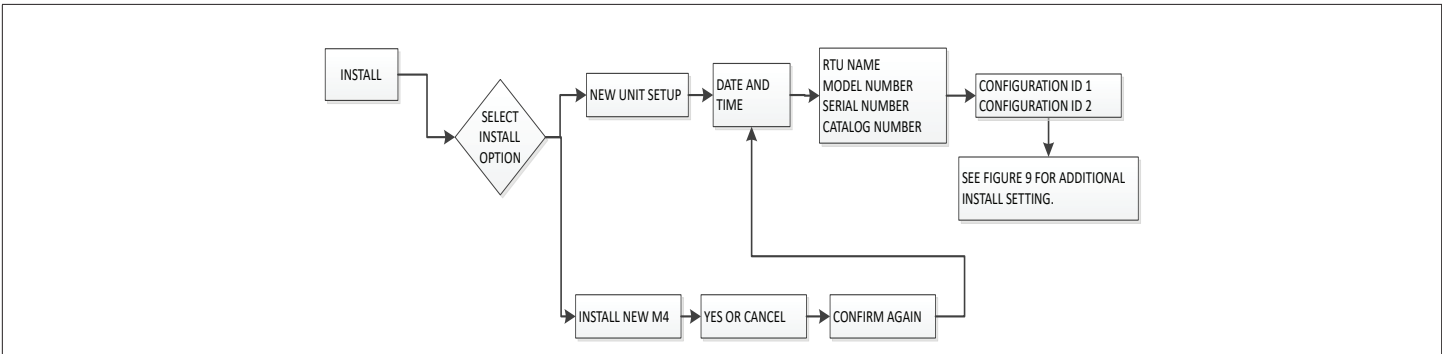 INSTALL
SELECT
INSTALL
OPTION
NEW UNIT SETUP
DATE AND
TIME
RTU NAME
MODEL NUMBER
SERIAL NUMBER
CATALOG NUMBER
CONFIGURATION ID 1
CONFIGURATION ID 2
SEE FIGURE 9 FOR ADDITIONAL
INSTALL SETTING.
INSTALL NEW M4
YES OR CANCEL
CONFIRM AGAIN